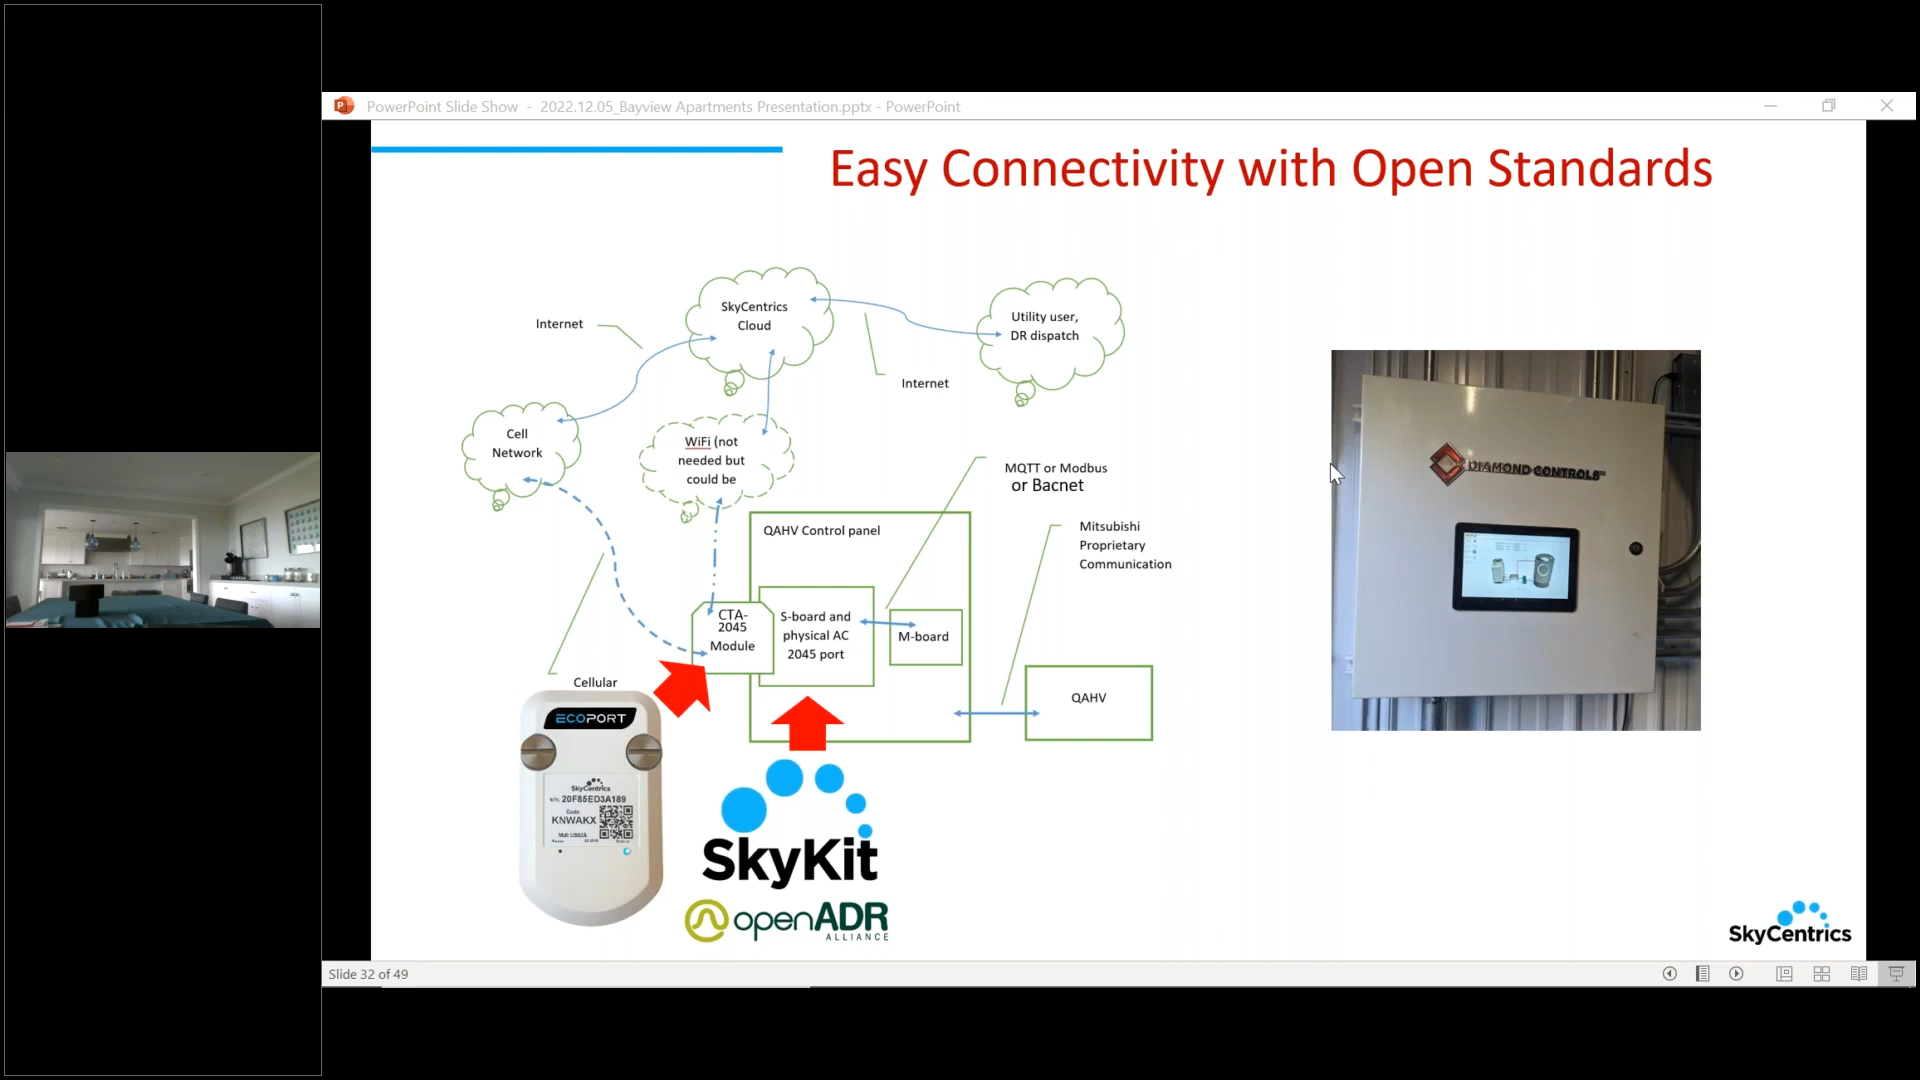 PowerPoint Slide Show - 2022.12.05_Bayview Apartments Presentation.pptx - PowerPoint
Easy Connectivity with Open Standards
SkyCentrics
Cloud
Utility user,
DR dispatch
Internet
Internet
Cell
Network
WiFi (not
needed but
could be
MQTT or Modbus
or Bacnet
QAHV Control panel
Mitsubishi
Proprietary
Communication
CTA-
2045
Module
S-board and
physical AC
2045 port
M-board
QAHV
Cellular
ECOPORT
SkyCentrics
s/n: 20F85ED3A189
Code:
KNWAKX
DIAMOND CONTROLS
SkyKit
openADR
ALLIANCE
SkyCentrics
Slide 32 of 49